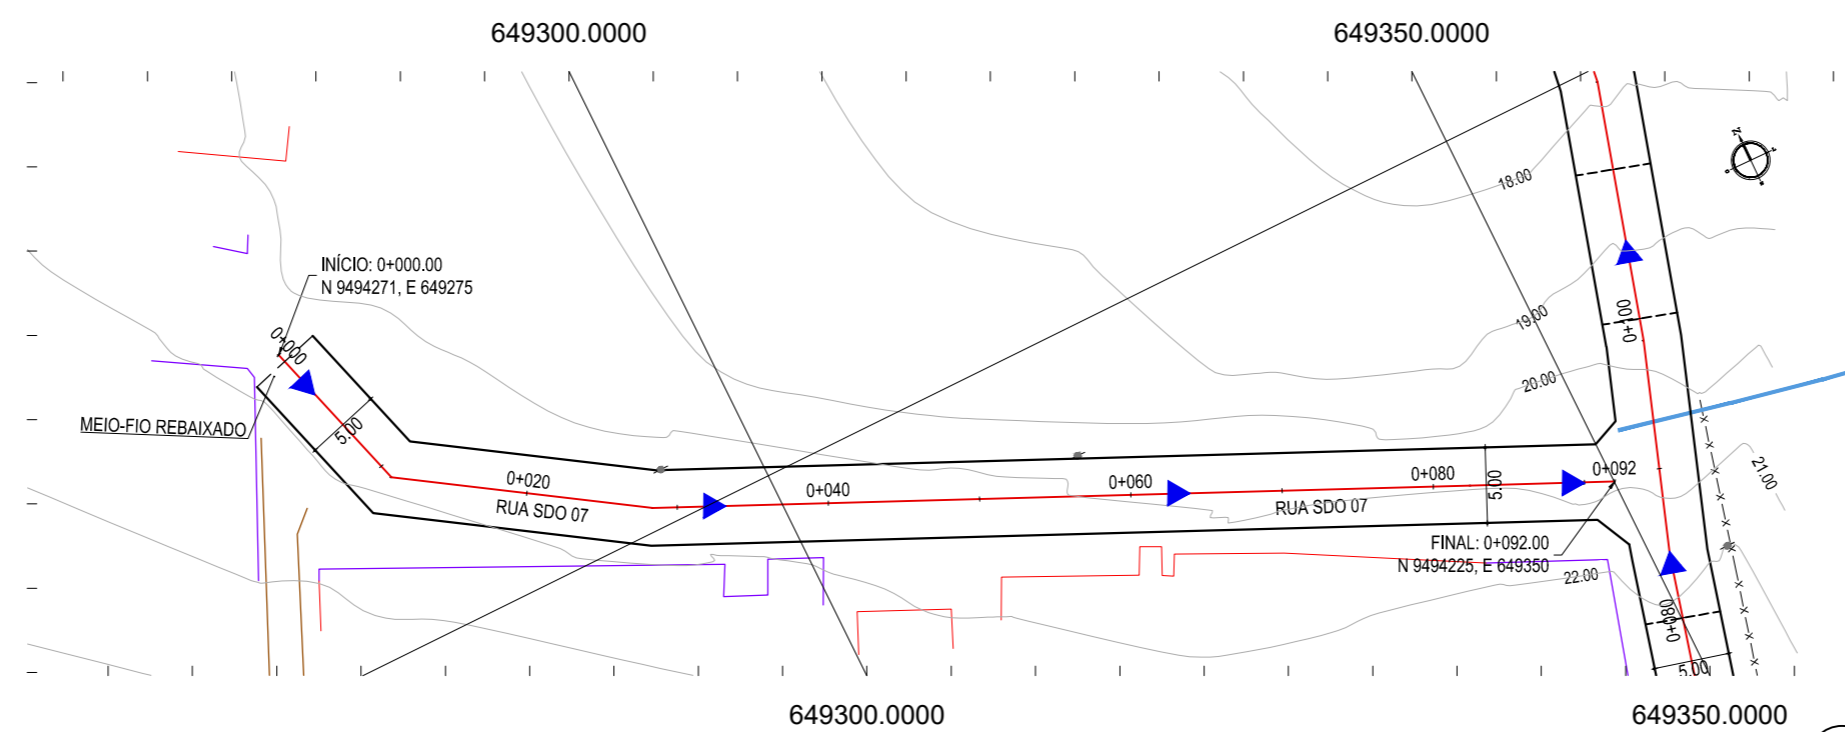 649300.0000
649350.0000
18.00
19.00
20.00
21.00
22.00
N
INÍCIO: 0+000.00
N 9494271, E 649275
0+000
MEIO-FIO REBAIXADO
5.00
0+020
RUA SDO 07
0+040
0+060
RUA SDO 07
0+080
5.00
0+092
0+100
FINAL: 0+092.00
N 9494225, E 649350
0+080
5.00
649300.0000
649350.0000